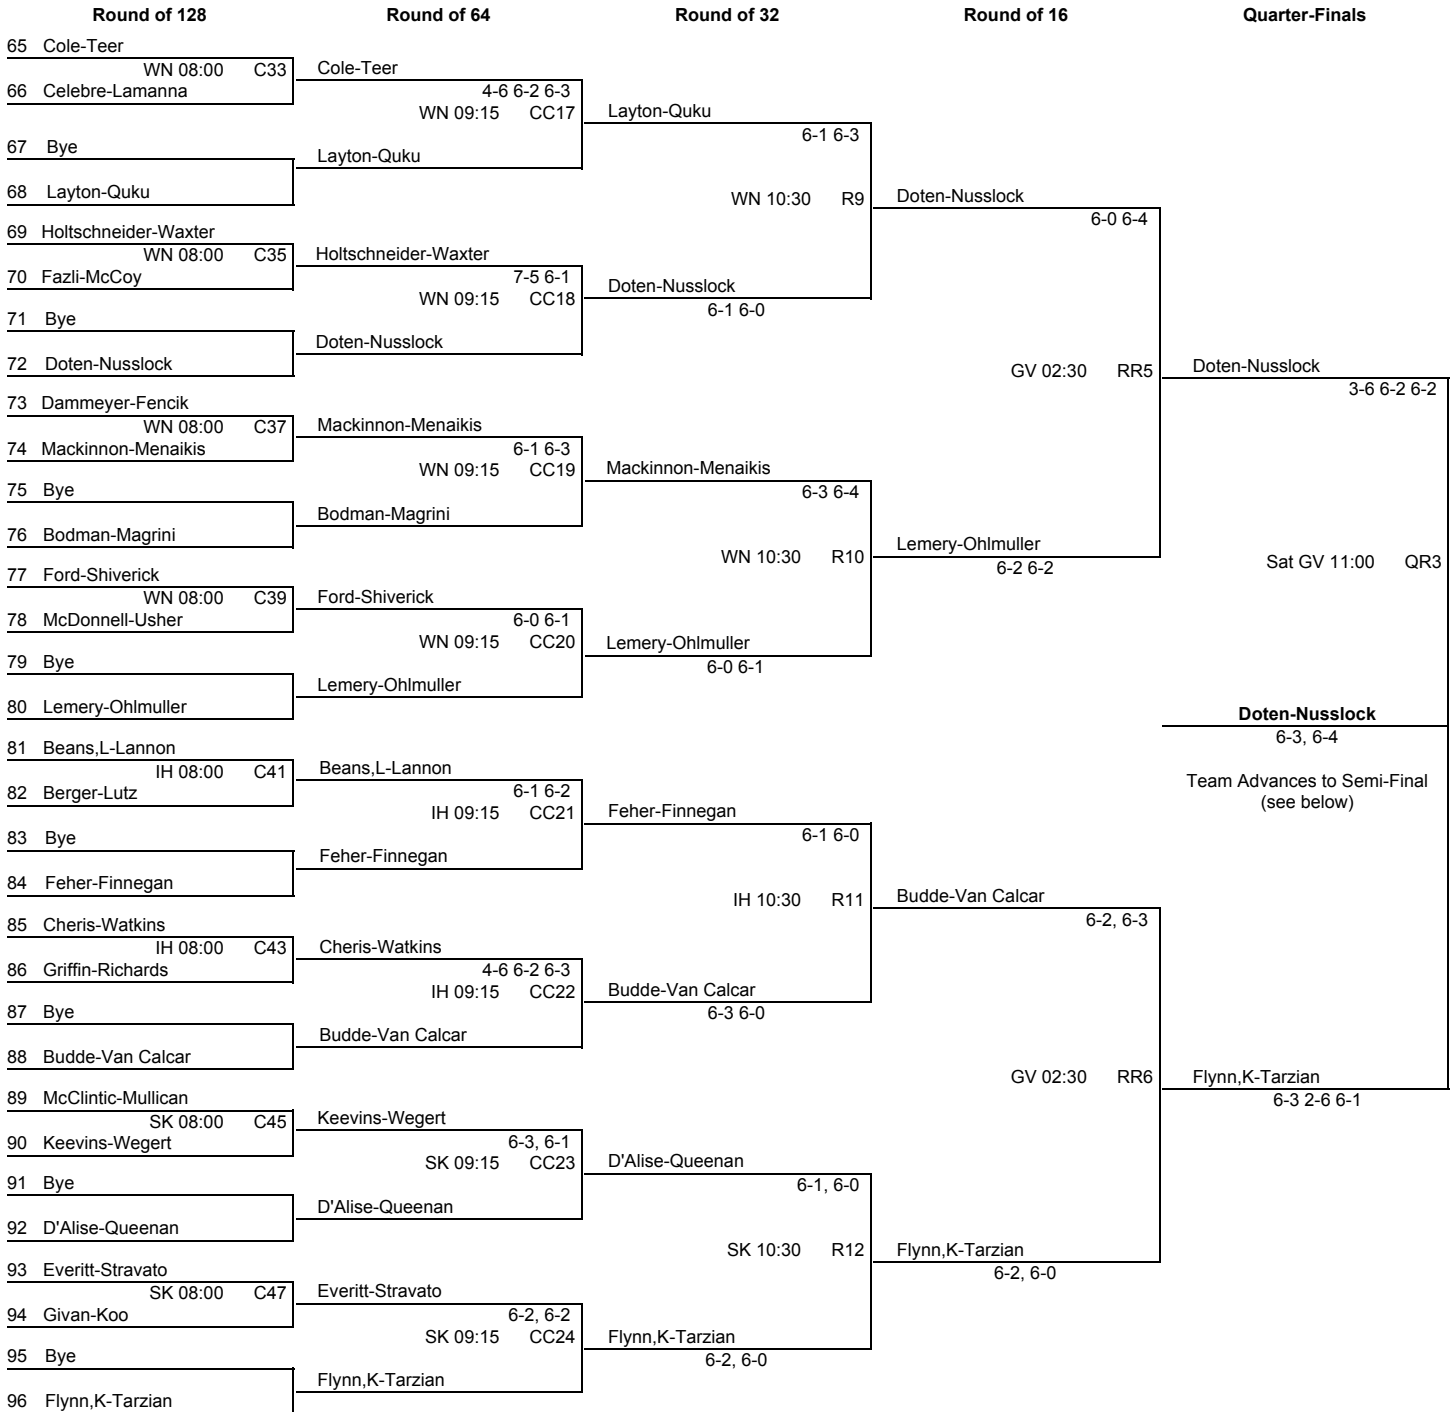 Round of 128 Round of 64 Round of 32 Round of 16 Quarter-Finals
65 Cole-Teer
WN 08:00 C33 Cole-Teer
66 Celebre-Lamanna 4-6 6-2 6-3
WN 09:15 CC17 Layton-Quku
6-1 6-3
67 Bye
Layton-Quku
68 Layton-Quku
WN 10:30 R9 Doten-Nusslock
6-0 6-4
69 Holtschneider-Waxter
WN 08:00 C35 Holtschneider-Waxter
70 Fazli-McCoy 7-5 6-1
WN 09:15 CC18 Doten-Nusslock
6-1 6-0
71 Bye
Doten-Nusslock
72 Doten-Nusslock
GV 02:30 RR5 Doten-Nusslock
3-6 6-2 6-2
73 Dammeyer-Fencik
WN 08:00 C37 Mackinnon-Menaikis
74 Mackinnon-Menaikis 6-1 6-3
WN 09:15 CC19 Mackinnon-Menaikis
6-3 6-4
75 Bye
Bodman-Magrini
76 Bodman-Magrini
WN 10:30 R10 Lemery-Ohlmuller
6-2 6-2
Sat GV 11:00 QR3
77 Ford-Shiverick
WN 08:00 C39 Ford-Shiverick
78 McDonnell-Usher 6-0 6-1
WN 09:15 CC20 Lemery-Ohlmuller
6-0 6-1
79 Bye
Lemery-Ohlmuller
80 Lemery-Ohlmuller
Doten-Nusslock
6-3, 6-4
Team Advances to Semi-Final
(see below)
81 Beans,L-Lannon
IH 08:00 C41 Beans,L-Lannon
82 Berger-Lutz 6-1 6-2
IH 09:15 CC21 Feher-Finnegan
6-1 6-0
83 Bye
Feher-Finnegan
84 Feher-Finnegan
IH 10:30 R11 Budde-Van Calcar
6-2, 6-3
85 Cheris-Watkins
IH 08:00 C43 Cheris-Watkins
86 Griffin-Richards 4-6 6-2 6-3
IH 09:15 CC22 Budde-Van Calcar
6-3 6-0
87 Bye
Budde-Van Calcar
88 Budde-Van Calcar
GV 02:30 RR6 Flynn,K-Tarzian
6-3 2-6 6-1
89 McClintic-Mullican
SK 08:00 C45 Keevins-Wegert
90 Keevins-Wegert 6-3, 6-1
SK 09:15 CC23 D'Alise-Queenan
6-1, 6-0
91 Bye
D'Alise-Queenan
92 D'Alise-Queenan
SK 10:30 R12 Flynn,K-Tarzian
6-2, 6-0
93 Everitt-Stravato
SK 08:00 C47 Everitt-Stravato
94 Givan-Koo 6-2, 6-2
SK 09:15 CC24 Flynn,K-Tarzian
6-2, 6-0
95 Bye
Flynn,K-Tarzian
96 Flynn,K-Tarzian